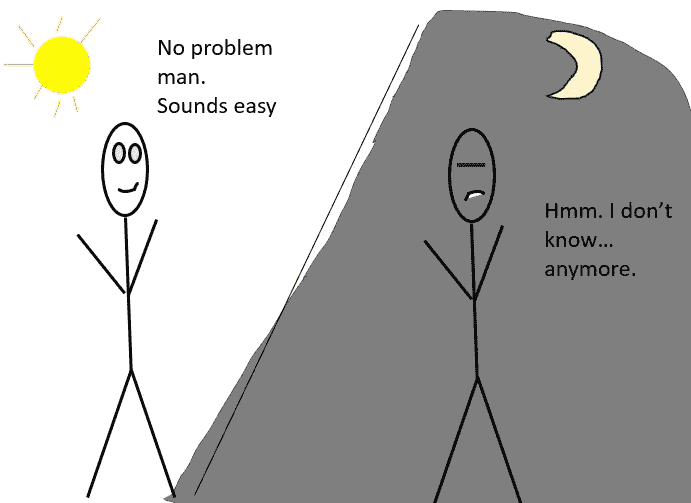 No problem
man.
Sounds easy
Hmm. I don’t
know…
anymore.